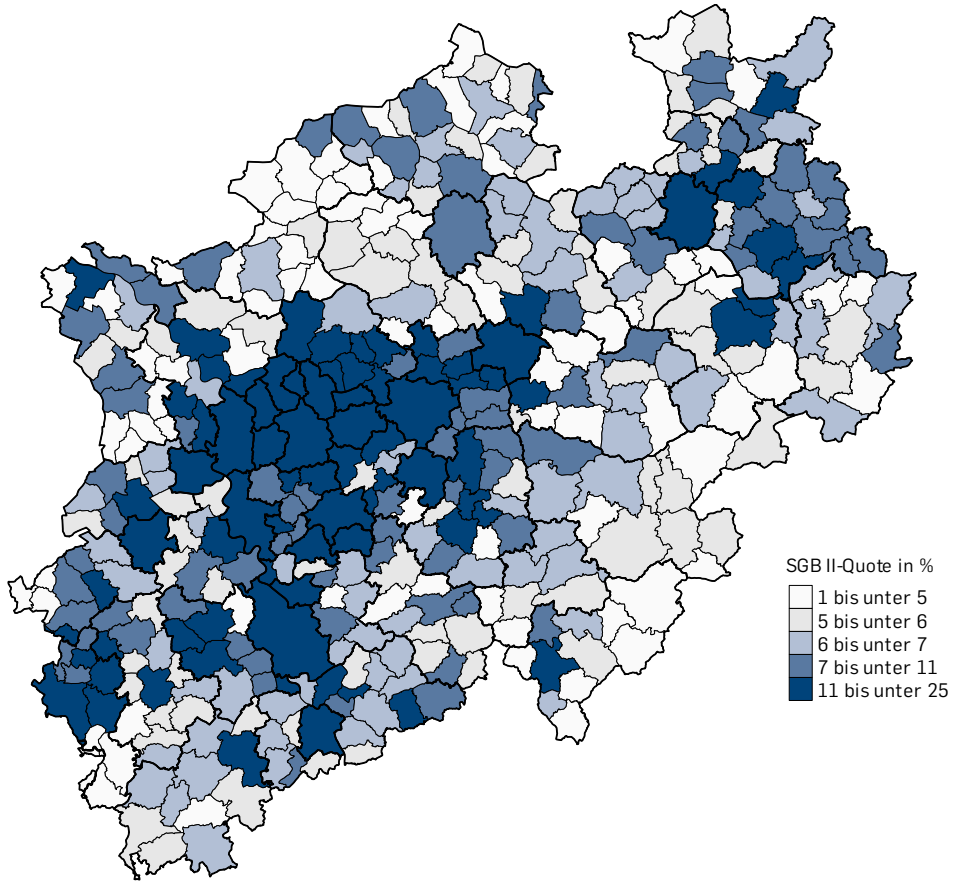 SGB II-Quote in %
1 bis unter 5
5 bis unter 6
6 bis unter 7
7 bis unter 11
11 bis unter 25